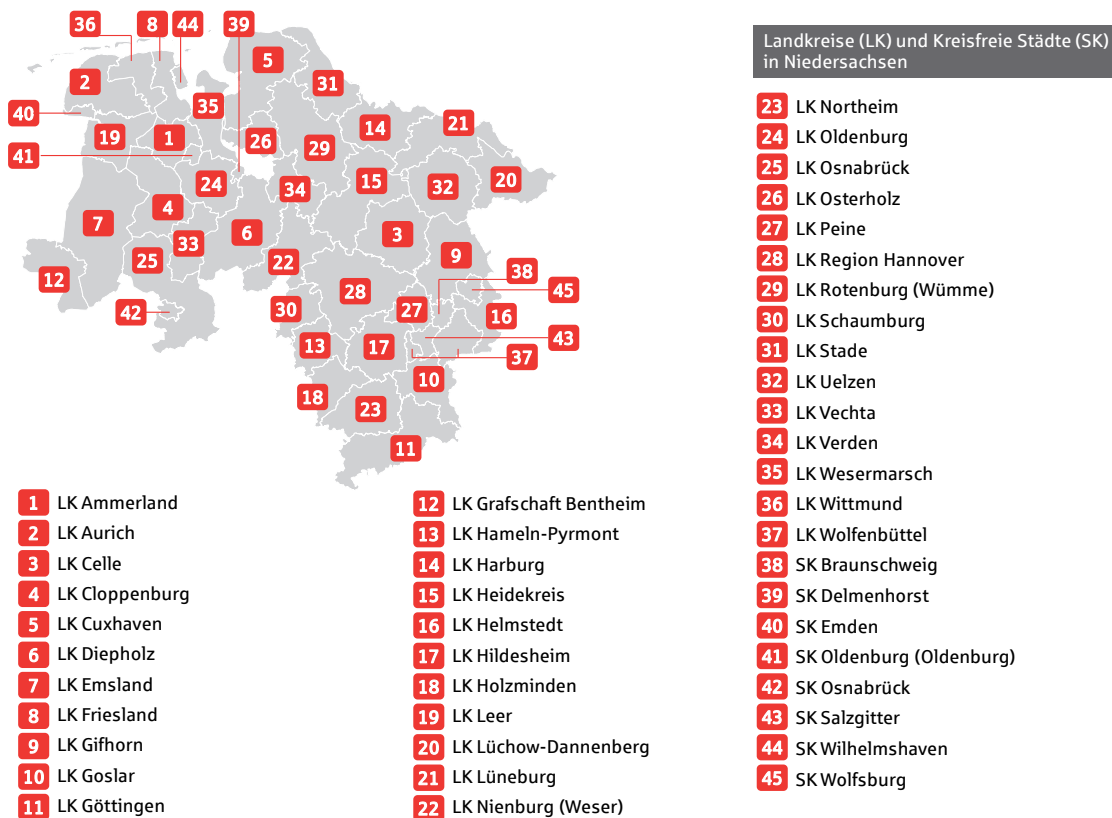 36
8
44
39
5
2
31
35
40
14
21
19
1
26
29
41
24
15
32
20
34
4
7
6
3
33
25
22
9
12
38
28
45
27
30
42
16
43
13
17
37
10
18
23
11
1 LK Ammerland
2 LK Aurich
3 LK Celle
4 LK Cloppenburg
5 LK Cuxhaven
6 LK Diepholz
7 LK Emsland
8 LK Friesland
9 LK Gifhorn
10 LK Goslar
11 LK Göttingen
12 LK Grafschaft Bentheim
13 LK Hameln-Pyrmont
14 LK Harburg
15 LK Heidekreis
16 LK Helmstedt
17 LK Hildesheim
18 LK Holzminden
19 LK Leer
20 LK Lüchow-Dannenberg
21 LK Lüneburg
22 LK Nienburg (Weser)
Landkreise (LK) und Kreisfreie Städte (SK)
in Niedersachsen
23 LK Northeim
24 LK Oldenburg
25 LK Osnabrück
26 LK Osterholz
27 LK Peine
28 LK Region Hannover
29 LK Rotenburg (Wümme)
30 LK Schaumburg
31 LK Stade
32 LK Uelzen
33 LK Vechta
34 LK Verden
35 LK Wesermarsch
36 LK Wittmund
37 LK Wolfenbüttel
38 SK Braunschweig
39 SK Delmenhorst
40 SK Emden
41 SK Oldenburg (Oldenburg)
42 SK Osnabrück
43 SK Salzgitter
44 SK Wilhelmshaven
45 SK Wolfsburg